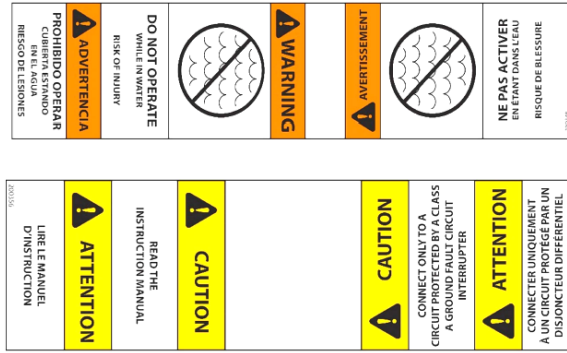 WARNING
DO NOT OPERATE
WHILE IN WATER
RISK OF INJURY
ADVERTENCIA
PROHIBIDO OPERAR
CUBIERTA ESTANDO
EN EL AGUA
RIESGO DE LESIONES
AVERTISSEMENT
NE PAS ACTIVER
EN ÉTANT DANS L'EAU
RISQUE DE BLESSURE
CAUTION
READ THE
INSTRUCTION MANUAL
ATTENTION
LIRE LE MANUEL
D'INSTRUCTION
CAUTION
CONNECT ONLY TO A
CIRCUIT PROTECTED BY A CLASS
A GROUND FAULT CIRCUIT
INTERRUPTER
ATTENTION
CONNECTER UNIQUEMENT
À UN CIRCUIT PROTÉGÉ PAR UN
DISJONCTEUR DIFFÉRENTIEL